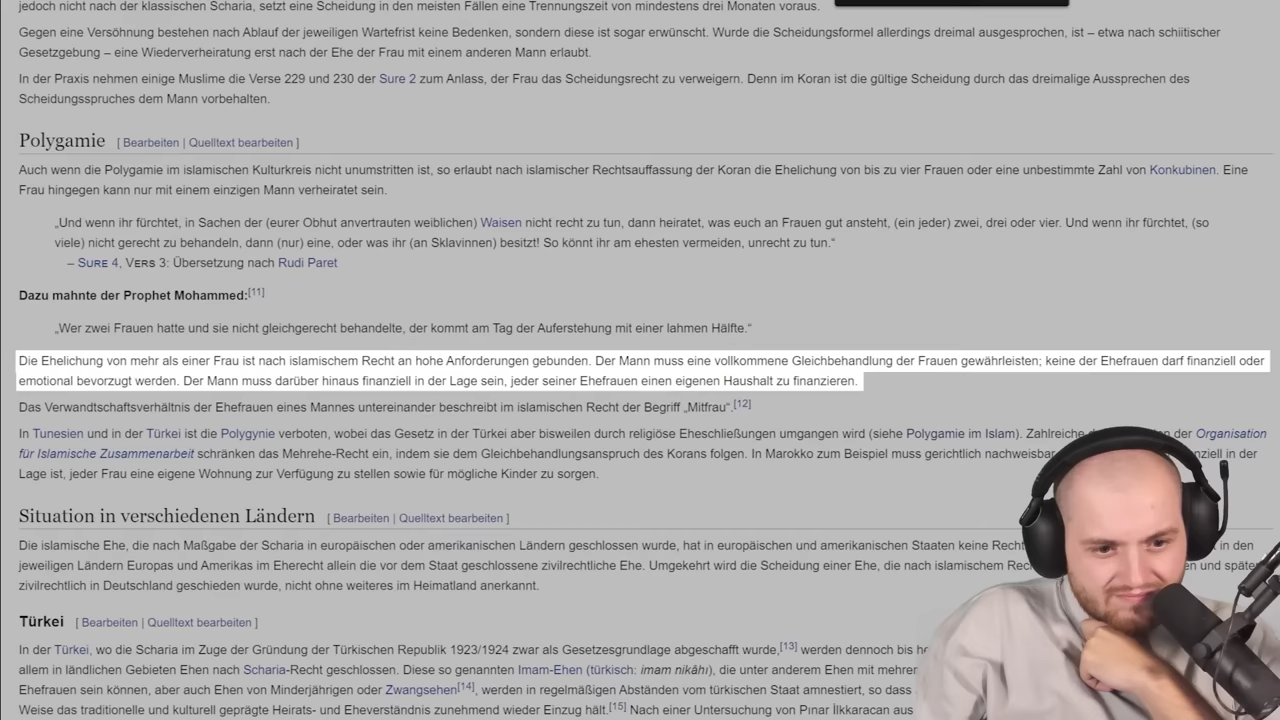 jedoch nicht nach der klassischen Scharia, setzt eine Scheidung in den meisten Fällen eine Trennungszeit von mindestens drei Monaten voraus.
Gegen eine Versöhnung bestehen nach Ablauf der jeweiligen Wartefrist keine Bedenken, sondern diese ist sogar erwünscht. Wurde die Scheidungsformel allerdings dreimal ausgesprochen, ist – etwa nach schiitischer
Gesetzgebung – eine Wiederverheiratung erst nach der Ehe der Frau mit einem anderen Mann erlaubt.
In der Praxis nehmen einige Muslime die Verse 229 und 230 der Sure 2 zum Anlass, der Frau das Scheidungsrecht zu verweigern. Denn im Koran ist die gültige Scheidung durch das dreimalige Aussprechen des
Scheidungsspruches dem Mann vorbehalten.
Polygamie [ Bearbeiten | Quelltext bearbeiten ]
Auch wenn die Polygamie im islamischen Kulturkreis nicht unumstritten ist, so erlaubt nach islamischer Rechtsauffassung der Koran die Ehelichung von bis zu vier Frauen oder eine unbestimmte Zahl von Konkubinen. Eine
Frau hingegen kann nur mit einem einzigen Mann verheiratet sein.
„Und wenn ihr fürchtet, in Sachen der (eurer Obhut anvertrauten weiblichen) Waisen nicht recht zu tun, dann heiratet, was euch an Frauen gut ansteht, (ein jeder) zwei, drei oder vier. Und wenn ihr fürchtet, (so
viele) nicht gerecht zu behandeln, dann (nur) eine, oder was ihr (an Sklavinnen) besitzt! So könnt ihr am ehesten vermeiden, unrecht zu tun.“
– SURE 4, VERS 3: Übersetzung nach Rudi Paret
Dazu mahnte der Prophet Mohammed:[11]
„Wer zwei Frauen hatte und sie nicht gleichgerecht behandelte, der kommt am Tag der Auferstehung mit einer lahmen Hälfte.“
Die Ehelichung von mehr als einer Frau ist nach islamischem Recht an hohe Anforderungen gebunden. Der Mann muss eine vollkommene Gleichbehandlung der Frauen gewährleisten; keine der Ehefrauen darf finanziell oder
emotional bevorzugt werden. Der Mann muss darüber hinaus finanziell in der Lage sein, jeder seiner Ehefrauen einen eigenen Haushalt zu finanzieren.
Das Verwandtschaftsverhältnis der Ehefrauen eines Mannes untereinander beschreibt im islamischen Recht der Begriff „Mitfrau“.[12]
In Tunesien und in der Türkei ist die Polygynie verboten, wobei das Gesetz in der Türkei aber bisweilen durch religiöse Eheschließungen umgangen wird (siehe Polygamie im Islam). Zahlreiche der Organisation
für Islamische Zusammenarbeit schränken das Mehrehe-Recht ein, indem sie dem Gleichbehandlungsanspruch des Korans folgen. In Marokko zum Beispiel muss gerichtlich nachweisbar in der
Lage ist, jeder Frau eine eigene Wohnung zur Verfügung zu stellen sowie für mögliche Kinder zu sorgen.
Situation in verschiedenen Ländern [ Bearbeiten | Quelltext bearbeiten ]
Die islamische Ehe, die nach Maßgabe der Scharia in europäischen oder amerikanischen Ländern geschlossen wurde, hat in europäischen und amerikanischen Staaten keine in den
jeweiligen Ländern Europas und Amerikas im Eherecht allein die vor dem Staat geschlossene zivilrechtliche Ehe. Umgekehrt wird die Scheidung einer Ehe, die nach islamischem und
zivilrechtlich in Deutschland geschieden wurde, nicht ohne weiteres im Heimatland anerkannt.
Türkei [ Bearbeiten | Quelltext bearbeiten ]
In der Türkei, wo die Scharia im Zuge der Gründung der Türkischen Republik 1923/1924 zwar als Gesetzesgrundlage abgeschafft wurde,[13] werden dennoch
allem in ländlichen Gebieten Ehen nach Scharia-Recht geschlossen. Diese so genannten Imam-Ehen (türkisch: imam nikâhı), die unter anderem Ehen mit
Ehefrauen sein können, aber auch Ehen von Minderjährigen oder Zwangsehen[14], werden in regelmäßigen Abständen vom türkischen Staat amnestiert, so dass
Weise das traditionelle und kulturell geprägte Heirats- und Eheverständnis zunehmend wieder Einzug hält.[15] Nach einer Untersuchung von Pınar İlkkaracan aus